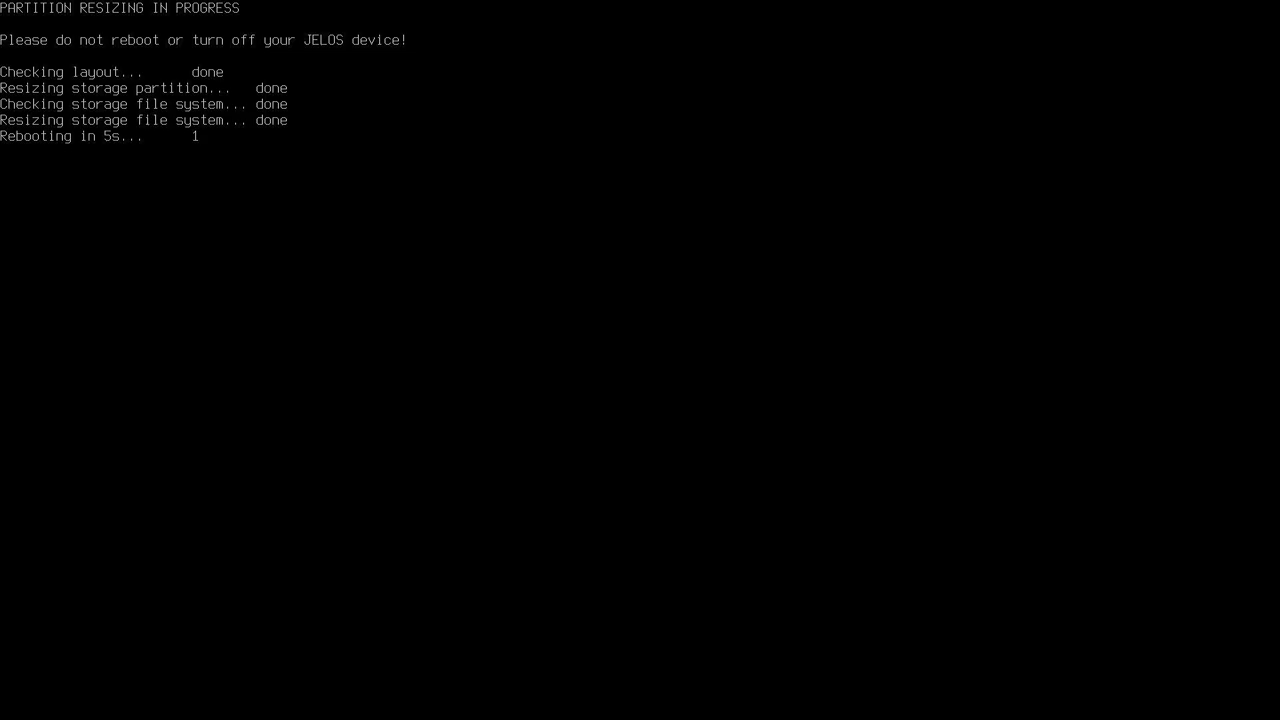 PARTITION RESIZING IN PROGRESS
Please do not reboot or turn off your JELOS device!
Checking layout... done
Resizing storage partition... done
Checking storage file system... done
Resizing storage file system... done
Rebooting in 5s... 1